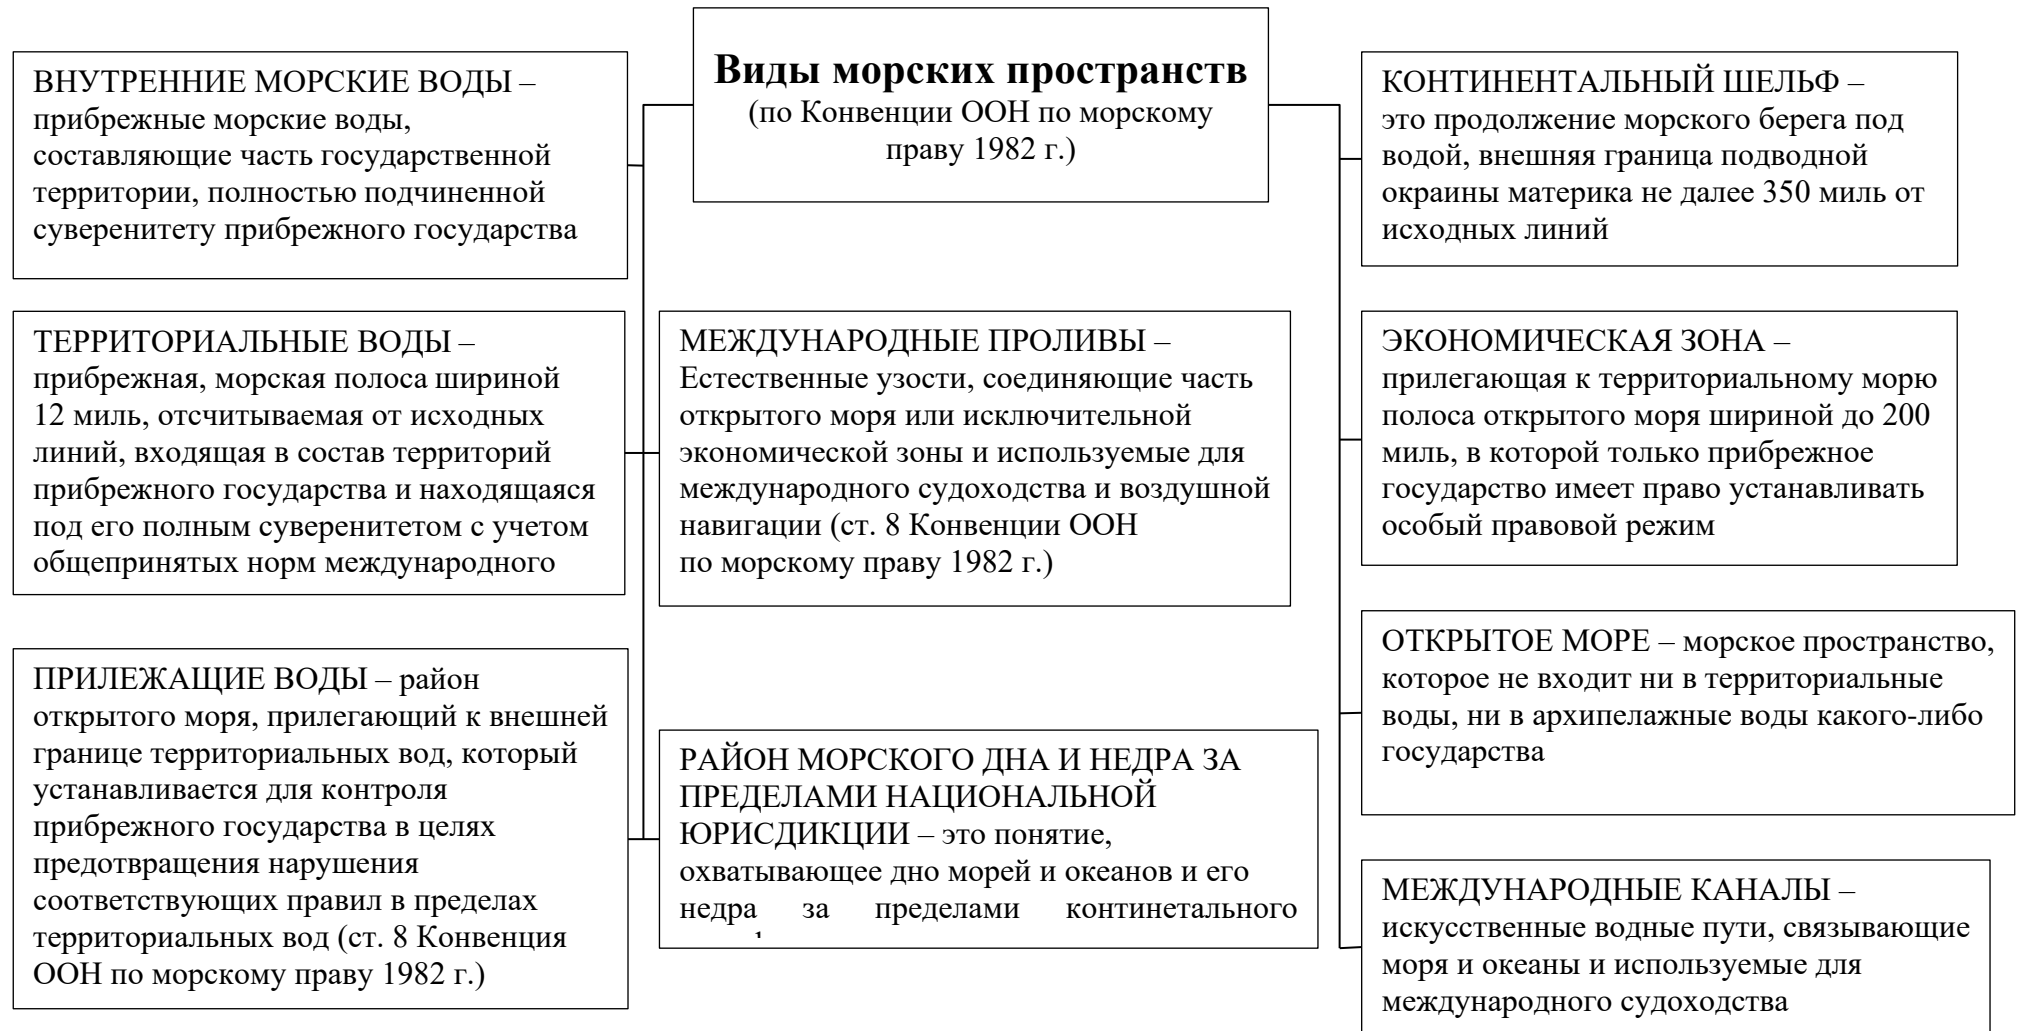 Виды морских пространств
(по Конвенции ООН по морскому
праву 1982 г.)
ВНУТРЕННИЕ МОРСКИЕ ВОДЫ –
прибрежные морские воды,
составляющие часть государственной
территории, полностью подчиненной
суверенитету прибрежного государства
ТЕРРИТОРИАЛЬНЫЕ ВОДЫ –
прибрежная, морская полоса шириной
12 миль, отсчитываемая от исходных
линий, входящая в состав территорий
прибрежного государства и находящаяся
под его полным суверенитетом с учетом
общепринятых норм международного
ПРИЛЕЖАЩИЕ ВОДЫ – район
открытого моря, прилегающий к внешней
границе территориальных вод, который
устанавливается для контроля
прибрежного государства в целях
предотвращения нарушения
соответствующих правил в пределах
территориальных вод (ст. 8 Конвенция
ООН по морскому праву 1982 г.)
МЕЖДУНАРОДНЫЕ ПРОЛИВЫ –
Естественные узости, соединяющие часть
открытого моря или исключительной
экономической зоны и используемые для
международного судоходства и воздушной
навигации (ст. 8 Конвенции ООН
по морскому праву 1982 г.)
РАЙОН МОРСКОГО ДНА И НЕДРА ЗА
ПРЕДЕЛАМИ НАЦИОНАЛЬНОЙ
ЮРИСДИКЦИИ – это понятие,
охватывающее дно морей и океанов и его
недра за пределами континетального
КОНТИНЕНТАЛЬНЫЙ ШЕЛЬФ –
это продолжение морского берега под
водой, внешняя граница подводной
окраины материка не далее 350 миль от
исходных линий
ЭКОНОМИЧЕСКАЯ ЗОНА –
прилегающая к территориальному морю
полоса открытого моря шириной до 200
миль, в которой только прибрежное
государство имеет право устанавливать
особый правовой режим
ОТКРЫТОЕ МОРЕ – морское пространство,
которое не входит ни в территориальные
воды, ни в архипелажные воды какого-либо
государства
МЕЖДУНАРОДНЫЕ КАНАЛЫ –
искусственные водные пути, связывающие
моря и океаны и используемые для
международного судоходства